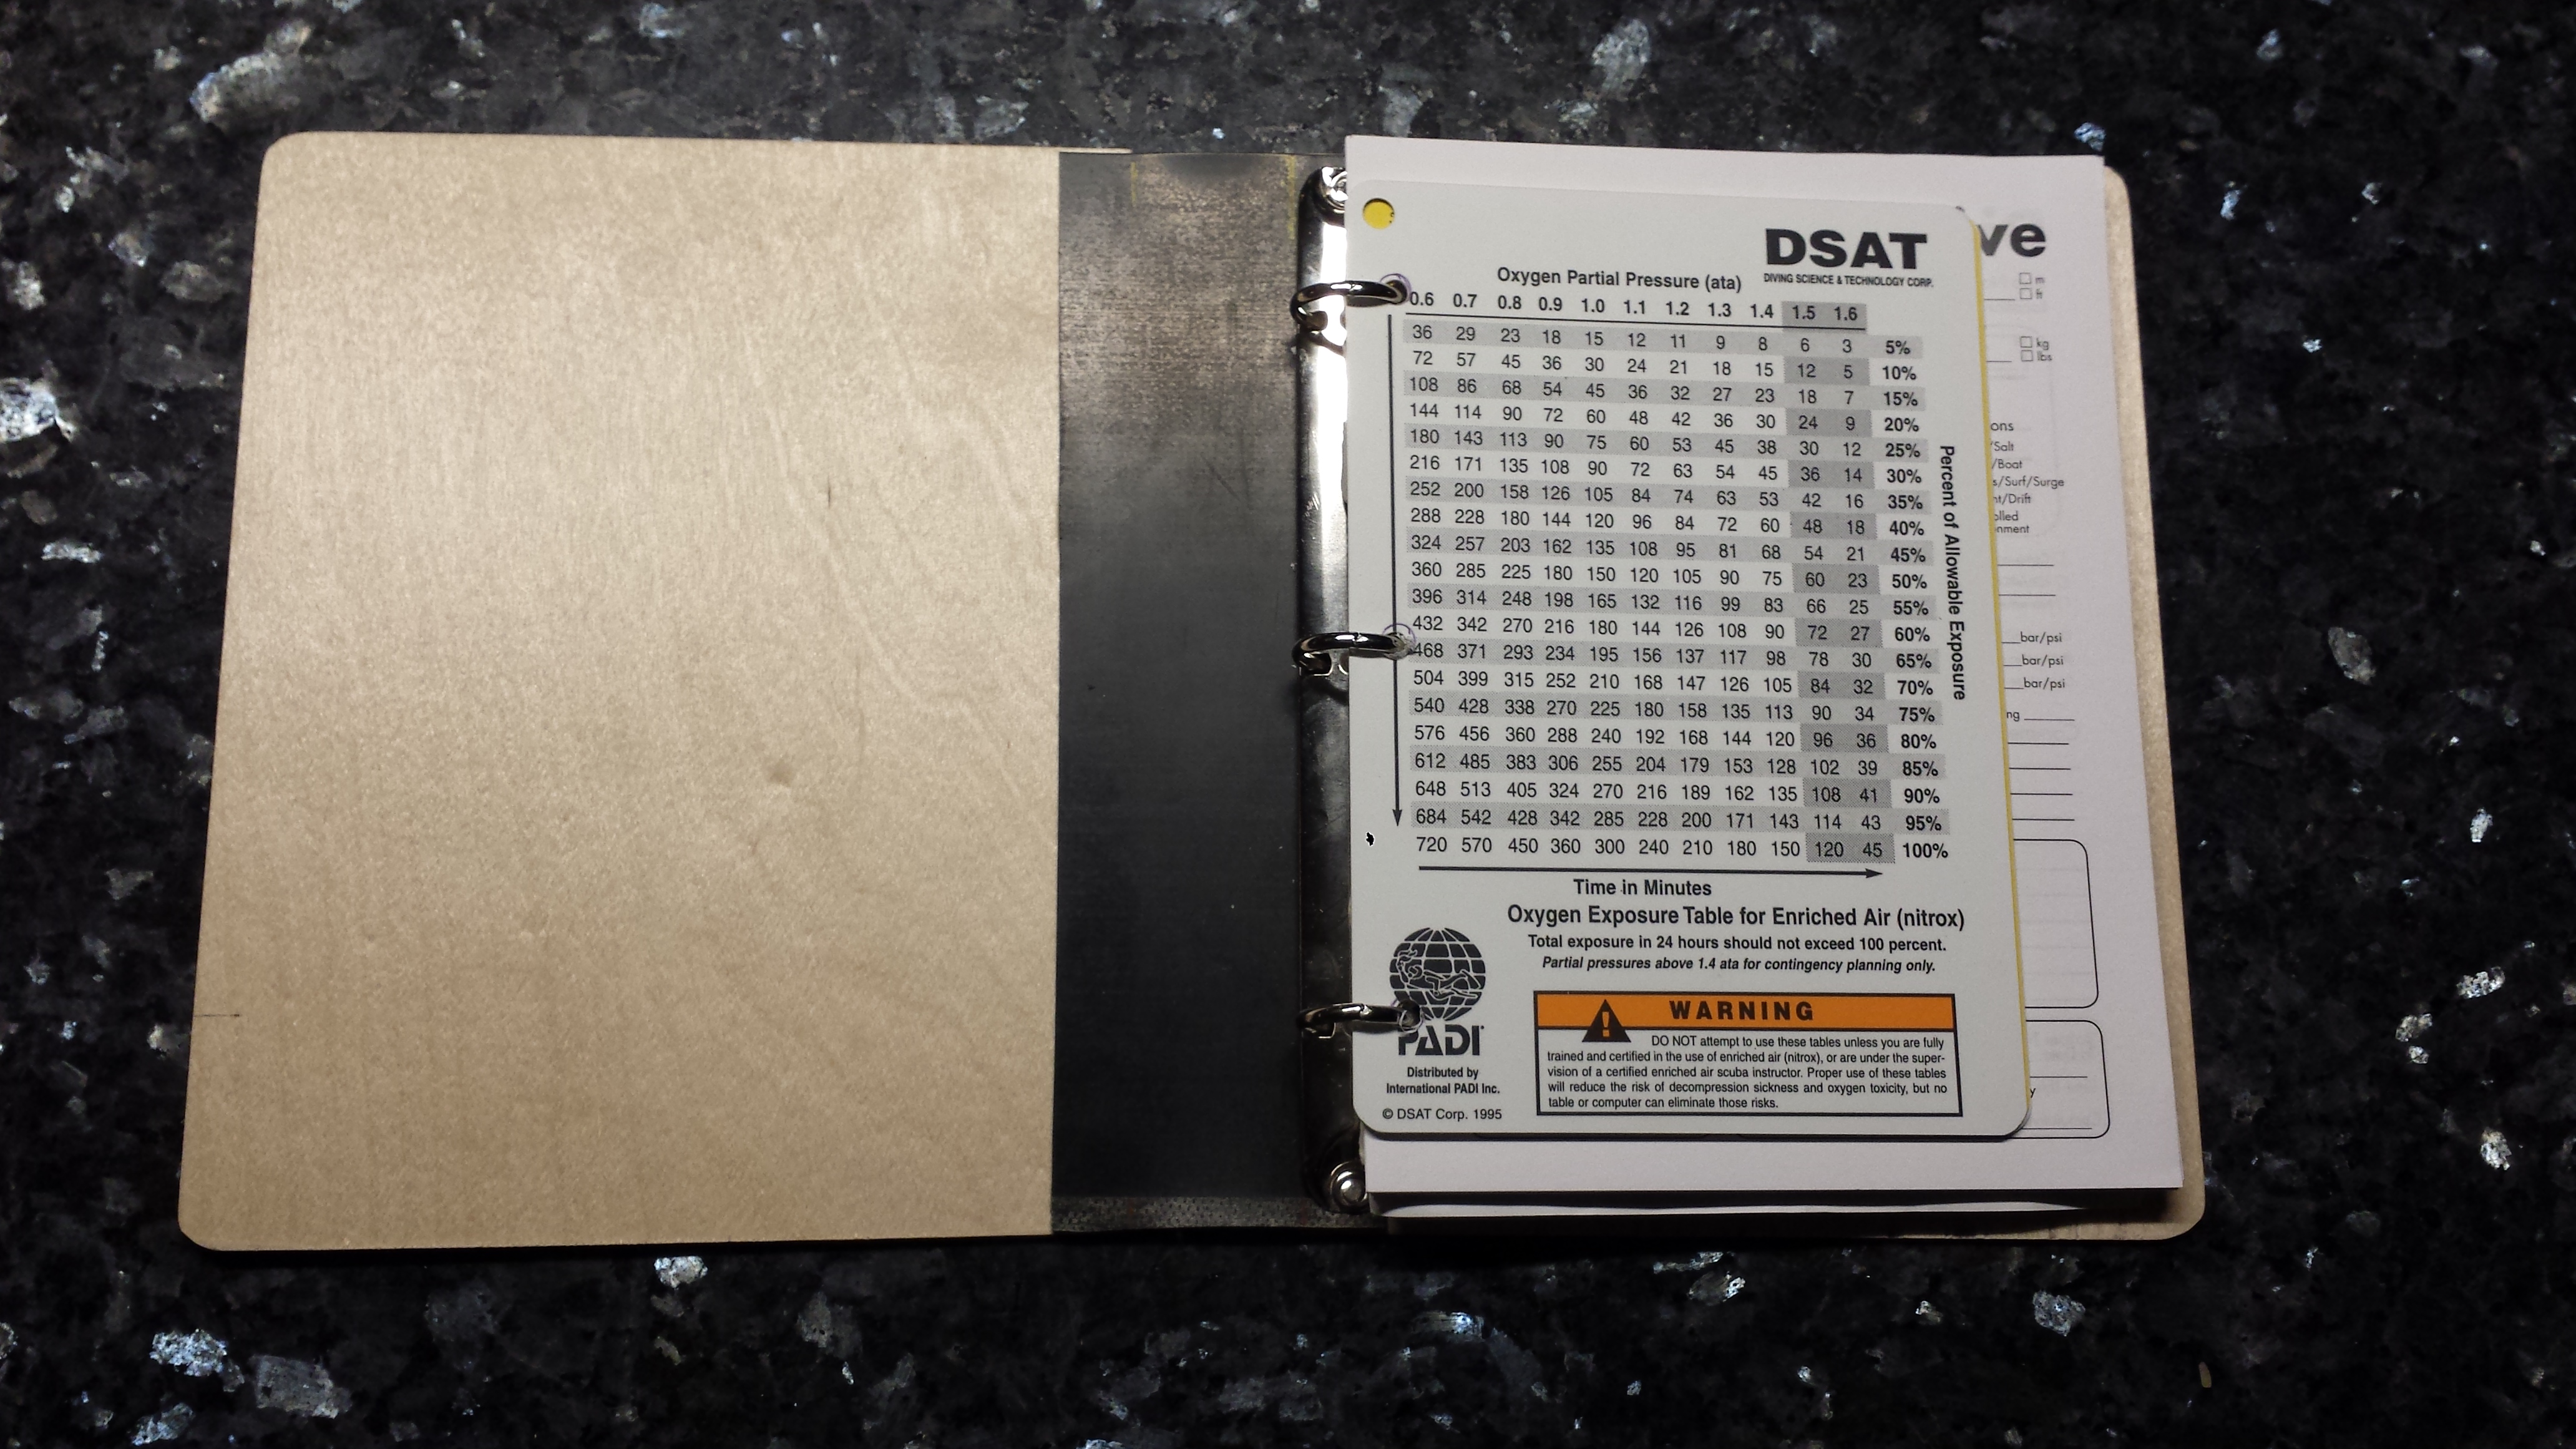 DSAT
DIVING SCIENCE & TECHNOLOGY CORP.
Oxygen Partial Pressure (ata)
0.6 0.7 0.8 0.9 1.0 1.1 1.2 1.3 1.4 1.5 1.6
36 29 23 18 15 12 11 9 8 6 3 5%
72 57 45 36 30 24 21 18 15 12 5 10%
108 86 68 54 45 36 32 27 23 18 7 15%
144 114 90 72 60 48 42 36 30 24 9 20%
180 143 113 90 75 60 53 45 38 30 12 25%
216 171 135 108 90 72 63 54 45 36 14 30%
252 200 158 126 105 84 74 63 53 42 16 35%
288 228 180 144 120 96 84 72 60 48 18 40%
324 257 203 162 135 108 95 81 68 54 21 45%
360 285 225 180 150 120 105 90 75 60 23 50%
396 314 248 198 165 132 116 99 83 66 25 55%
432 342 270 216 180 144 126 108 90 72 27 60%
468 371 293 234 195 156 137 117 98 78 30 65%
504 399 315 252 210 168 147 126 105 84 32 70%
540 428 338 270 225 180 158 135 113 90 34 75%
576 456 360 288 240 192 168 144 120 96 36 80%
612 485 383 306 255 204 179 153 128 102 39 85%
648 513 405 324 270 216 189 162 135 108 41 90%
684 542 428 342 285 228 200 171 143 114 43 95%
720 570 450 360 300 240 210 180 150 120 45 100%
Percent of Allowable Exposure
Time in Minutes
Oxygen Exposure Table for Enriched Air (nitrox)
Total exposure in 24 hours should not exceed 100 percent.
Partial pressures above 1.4 ata for contingency planning only.
PADI
Distributed by
International PADI Inc.
© DSAT Corp. 1995
WARNING
DO NOT attempt to use these tables unless you are fully
trained and certified in the use of enriched air (nitrox), or are under the super-
vision of a certified enriched air scuba instructor. Proper use of these tables
will reduce the risk of decompression sickness and oxygen toxicity, but no
table or computer can eliminate those risks.
ve
m
ft
kg
lbs
ons
/Salt
/Boat
s/Surf/Surge
nt/Drift
olled
nment
bar/psi
bar/psi
bar/psi
ng
y